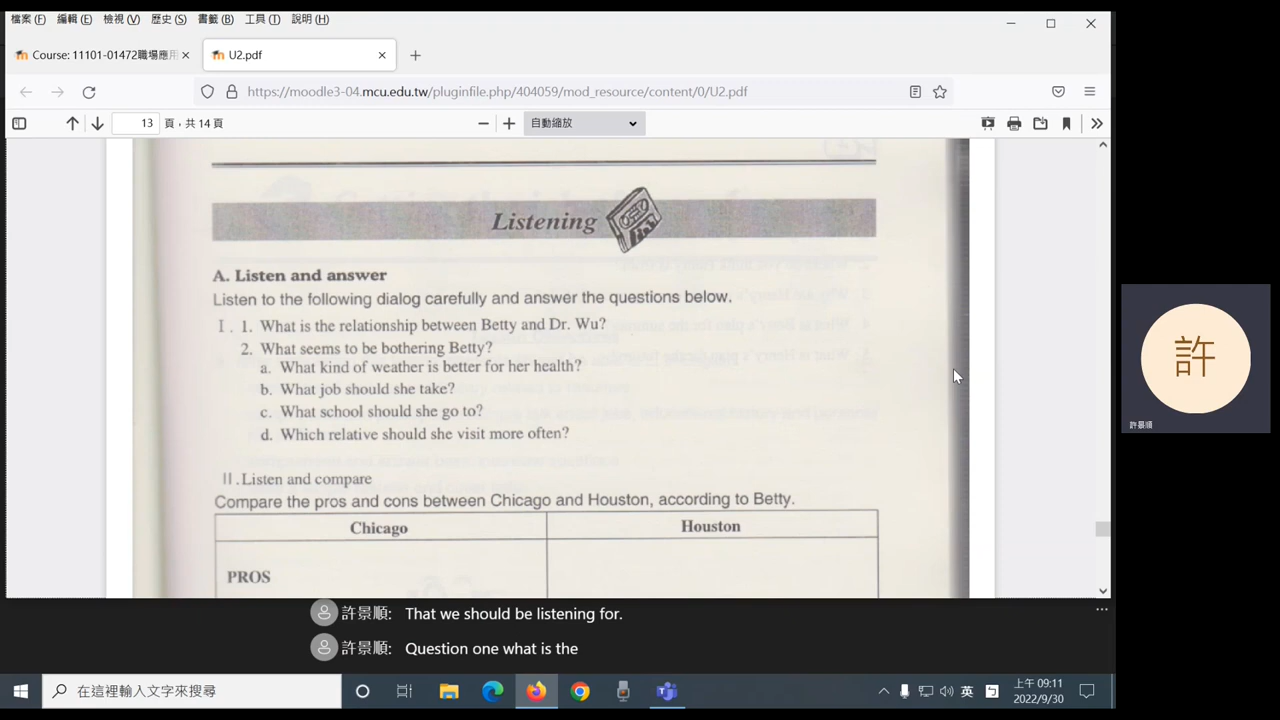 檔案 (F) 編輯 (E) 檢視 (V) 歷史 (S) 書籤 (B) 工具 (T) 說明 (H)
Course: 11101-01472職場應用
U2.pdf
https://moodle3-04.mcu.edu.tw/pluginfile.php/404059/mod_resource/content/0/U2.pdf
13 頁，共 14 頁
自動縮放
Listening
A. Listen and answer
Listen to the following dialog carefully and answer the questions below.
I. 1. What is the relationship between Betty and Dr. Wu?
2. What seems to be bothering Betty?
a. What kind of weather is better for her health?
b. What job should she take?
c. What school should she go to?
d. Which relative should she visit more often?
II. Listen and compare
Compare the pros and cons between Chicago and Houston, according to Betty.
Chicago Houston
PROS
許
許景順
許景順: That we should be listening for.
許景順: Question one what is the
在這裡輸入文字來搜尋
英
上午 09:11
2022/9/30